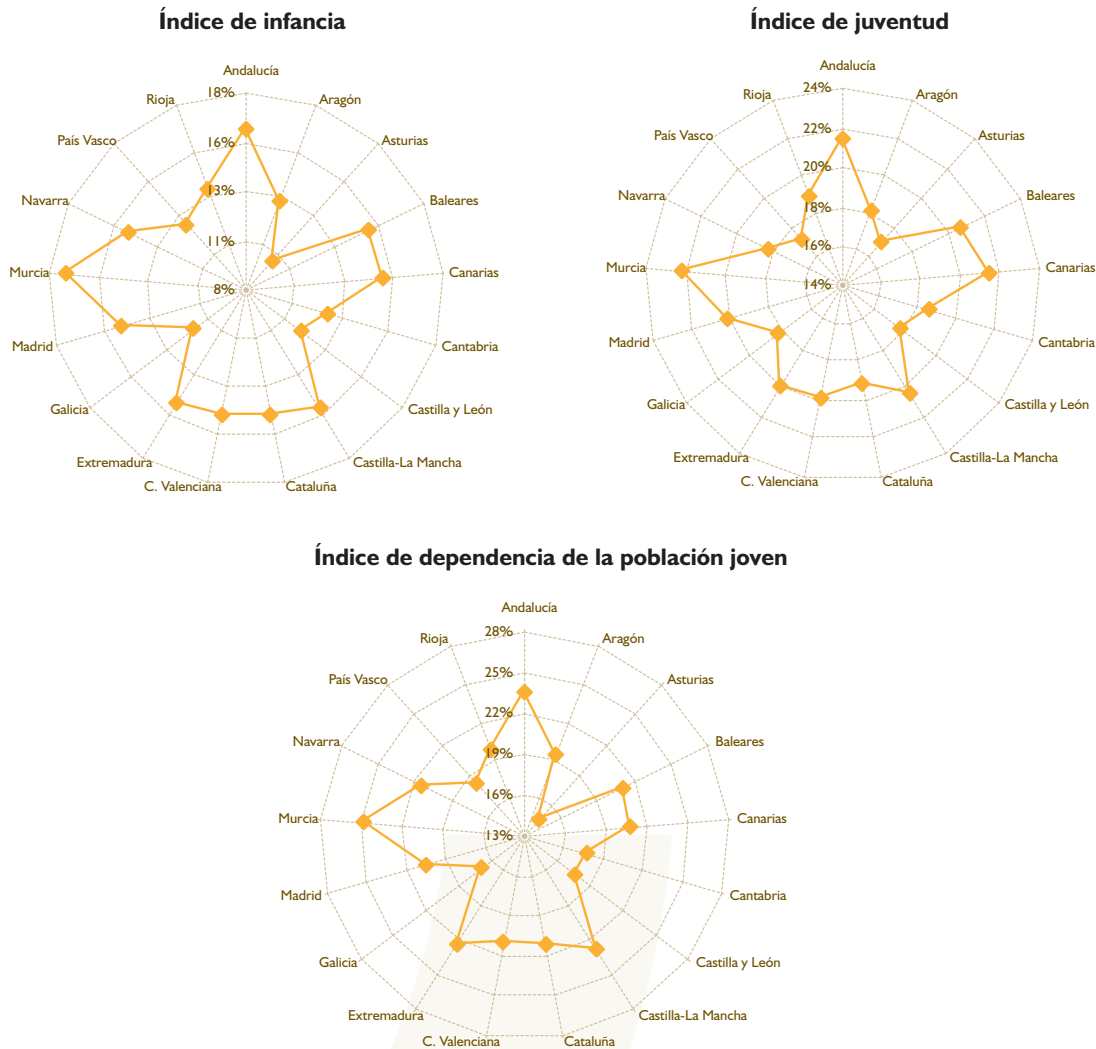 Índice de infancia
Andalucía
Aragón
Asturias
Baleares
Canarias
Cantabria
Castilla y León
Castilla-La Mancha
Cataluña
C. Valenciana
Extremadura
Galicia
Madrid
Murcia
Navarra
País Vasco
Rioja
18%
16%
13%
11%
8%
Índice de juventud
Andalucía
Aragón
Asturias
Baleares
Canarias
Cantabria
Castilla y León
Castilla-La Mancha
Cataluña
C. Valenciana
Extremadura
Galicia
Madrid
Murcia
Navarra
País Vasco
Rioja
24%
22%
20%
18%
16%
14%
Índice de dependencia de la población joven
Andalucía
Aragón
Asturias
Baleares
Canarias
Cantabria
Castilla y León
Castilla-La Mancha
Cataluña
C. Valenciana
Extremadura
Galicia
Madrid
Murcia
Navarra
País Vasco
Rioja
28%
25%
22%
19%
16%
13%